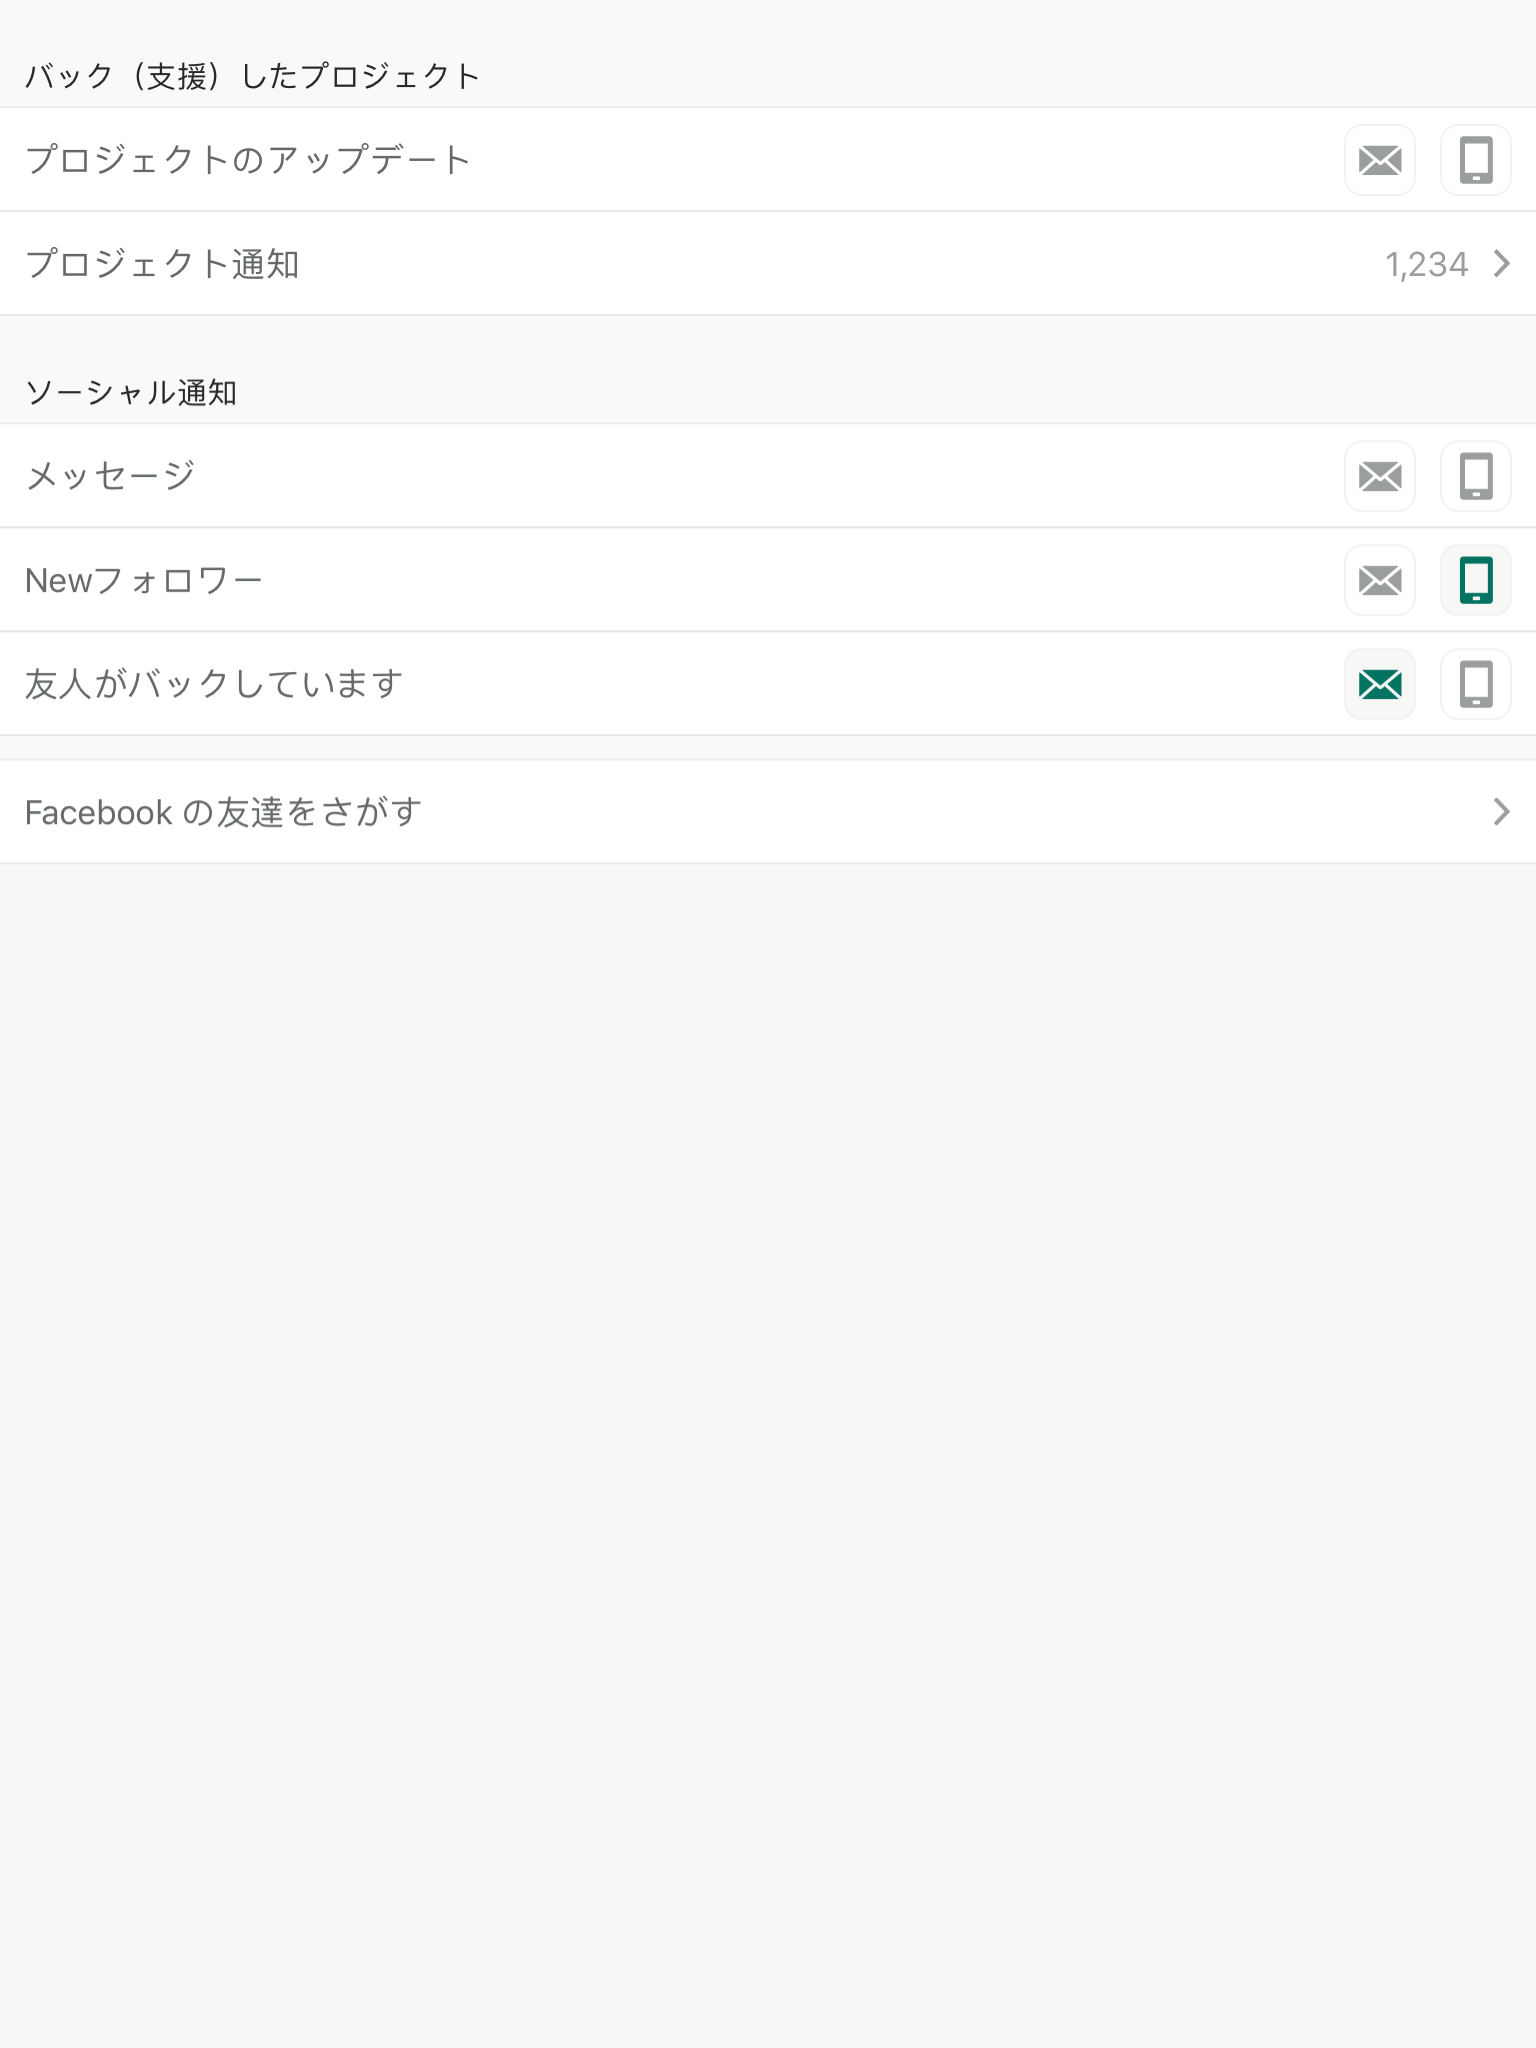 バック（支援）したプロジェクト
プロジェクトのアップデート
プロジェクト通知
1,234
ソーシャル通知
メッセージ
Newフォロワー
友人がバックしています
Facebook の友達をさがす